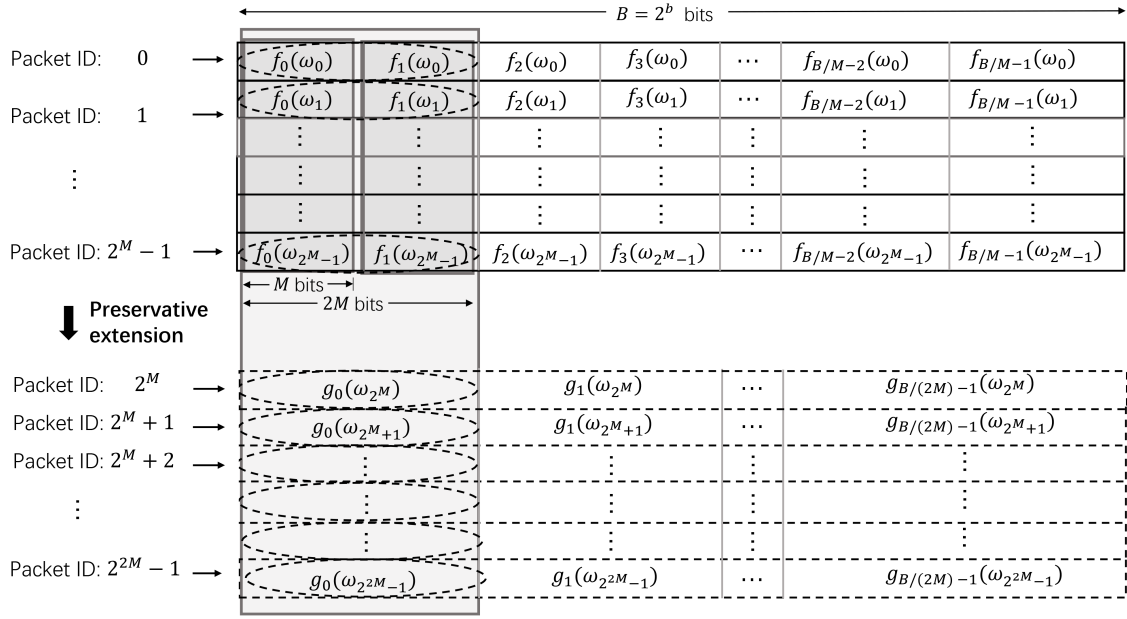 B = 2^b bits
Packet ID: 0 f_0(ω_0) f_1(ω_0) f_2(ω_0) f_3(ω_0) ⋯ f_{B/M−2}(ω_0) f_{B/M−1}(ω_0)
Packet ID: 1 f_0(ω_1) f_1(ω_1) f_2(ω_1) f_3(ω_1) ⋯ f_{B/M−2}(ω_1) f_{B/M−1}(ω_1)
⋮ ⋮ ⋮ ⋮ ⋮ ⋮ ⋮
⋮ ⋮ ⋮ ⋮ ⋮ ⋮ ⋮ ⋮
⋮ ⋮ ⋮ ⋮ ⋮ ⋮ ⋮
Packet ID: 2^M − 1 f_0(ω_{2^M−1}) f_1(ω_{2^M−1}) f_2(ω_{2^M−1}) f_3(ω_{2^M−1}) ⋯ f_{B/M−2}(ω_{2^M−1}) f_{B/M−1}(ω_{2^M−1})
M bits
2M bits
Preservative
extension
Packet ID: 2^M g_0(ω_{2^M}) g_1(ω_{2^M}) ⋯ g_{B/(2M)−1}(ω_{2^M})
Packet ID: 2^M + 1 g_0(ω_{2^M+1}) g_1(ω_{2^M+1}) ⋯ g_{B/(2M)−1}(ω_{2^M+1})
Packet ID: 2^M + 2 ⋮ ⋮ ⋮ ⋮
⋮ ⋮ ⋮ ⋮ ⋮
⋮ ⋮ ⋮ ⋮
Packet ID: 2^{2M} − 1 g_0(ω_{2^{2M}−1}) g_1(ω_{2^{2M}−1}) ⋯ g_{B/(2M)−1}(ω_{2^{2M}−1})